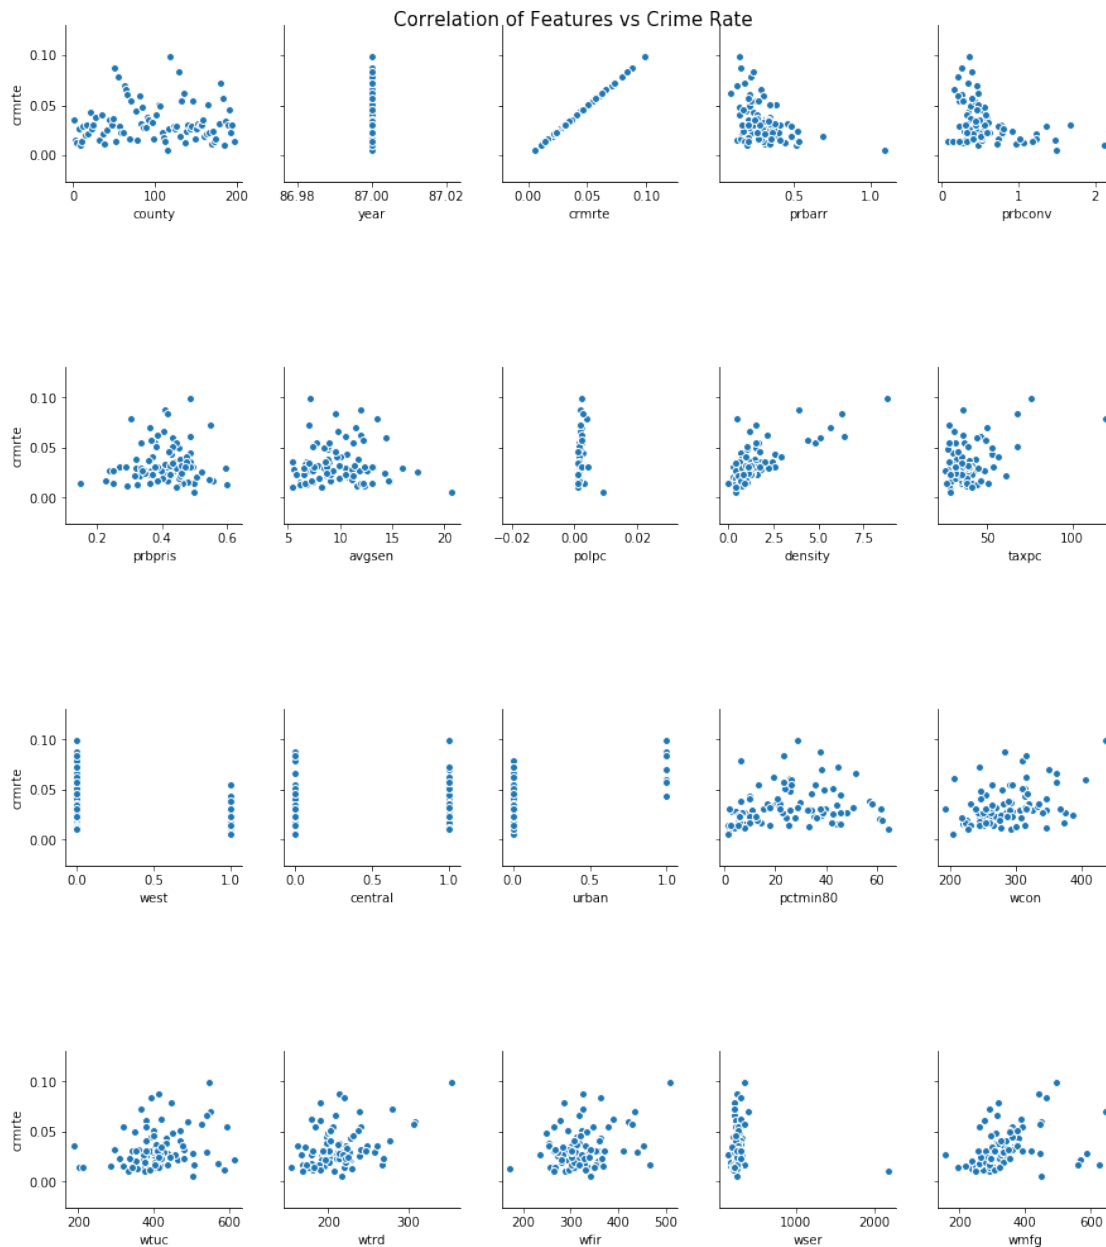 Correlation of Features vs Crime Rate
crmrte
0.10
0.05
0.00
0 100 200
county
86.98 87.00 87.02
year
0.00 0.05 0.10
crmrte
0.5 1.0
prbarr
0 1 2
prbconv
crmrte
0.10
0.05
0.00
0.2 0.4 0.6
prbpris
5 10 15 20
avgsen
−0.02 0.00 0.02
polpc
0.0 2.5 5.0 7.5
density
50 100
taxpc
crmrte
0.10
0.05
0.00
0.0 0.5 1.0
west
0.0 0.5 1.0
central
0.0 0.5 1.0
urban
0 20 40 60
pctmin80
200 300 400
wcon
crmrte
0.10
0.05
0.00
200 400 600
wtuc
200 300
wtrd
200 300 400 500
wfir
1000 2000
wser
200 400 600
wmfg